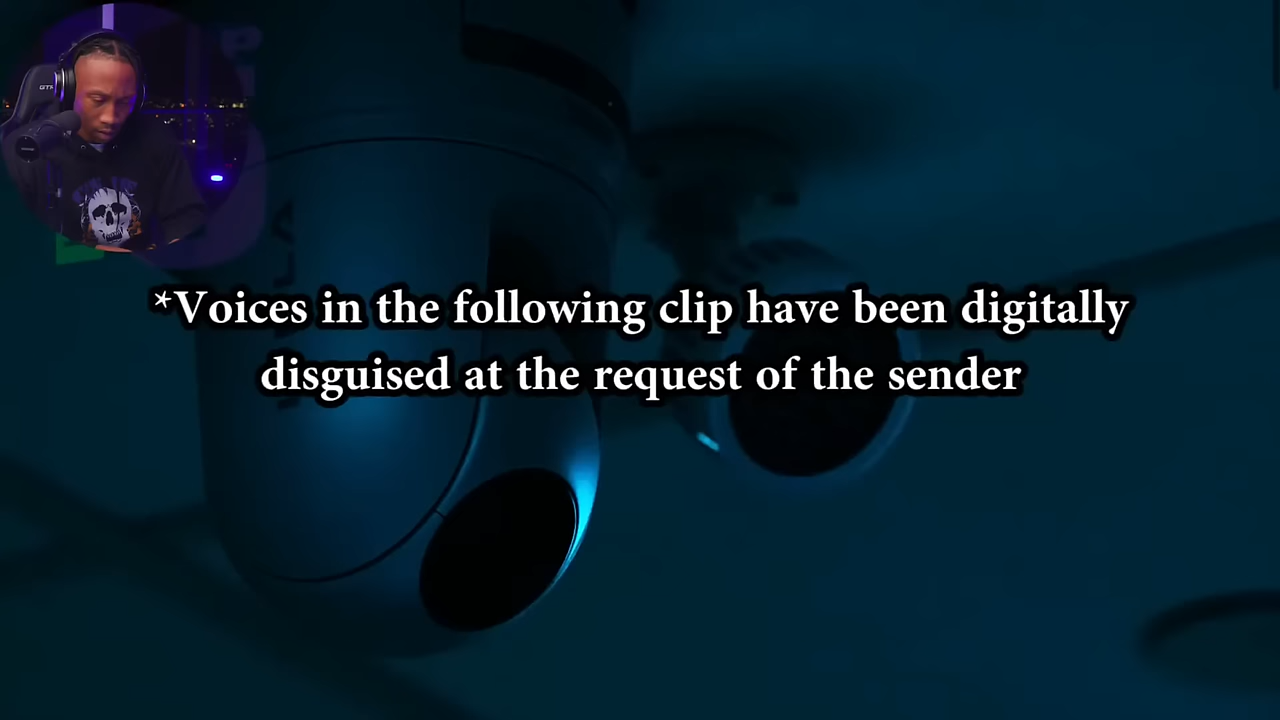 *Voices in the following clip have been digitally
disguised at the request of the sender